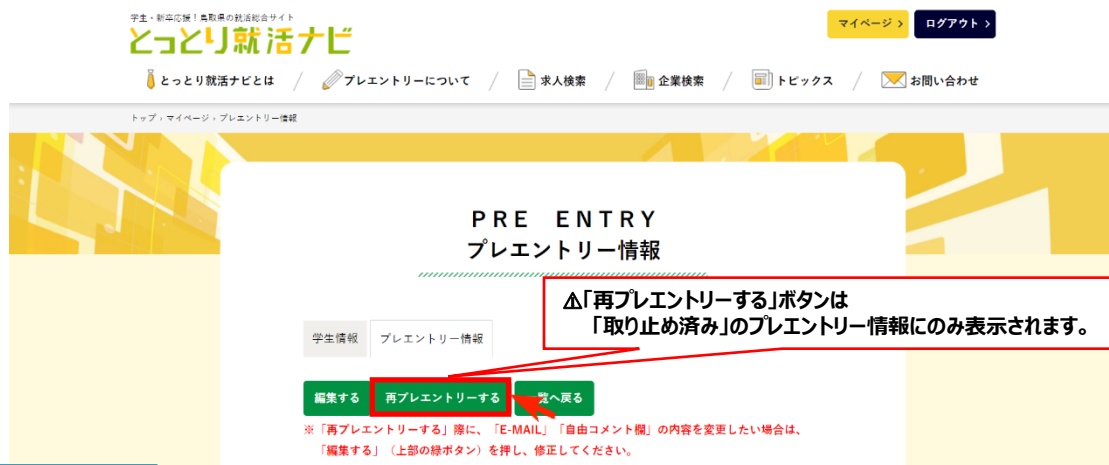 学生・新卒応援！鳥取県の就活総合サイト
とっとり就活ナビ
マイページ ›
ログアウト ›
とっとり就活ナビとは / プレエントリーについて / 求人検索 / 企業検索 / トピックス / お問い合わせ
トップ › マイページ › プレエントリー情報
PRE ENTRY
プレエントリー情報
⚠「再プレエントリーする」ボタンは
「取り止め済み」のプレエントリー情報にのみ表示されます。
学生情報 プレエントリー情報
編集する 再プレエントリーする 覧へ戻る
※「再プレエントリーする」際に、「E-MAIL」「自由コメント欄」の内容を変更したい場合は、
「編集する」（上部の緑ボタン）を押し、修正してください。